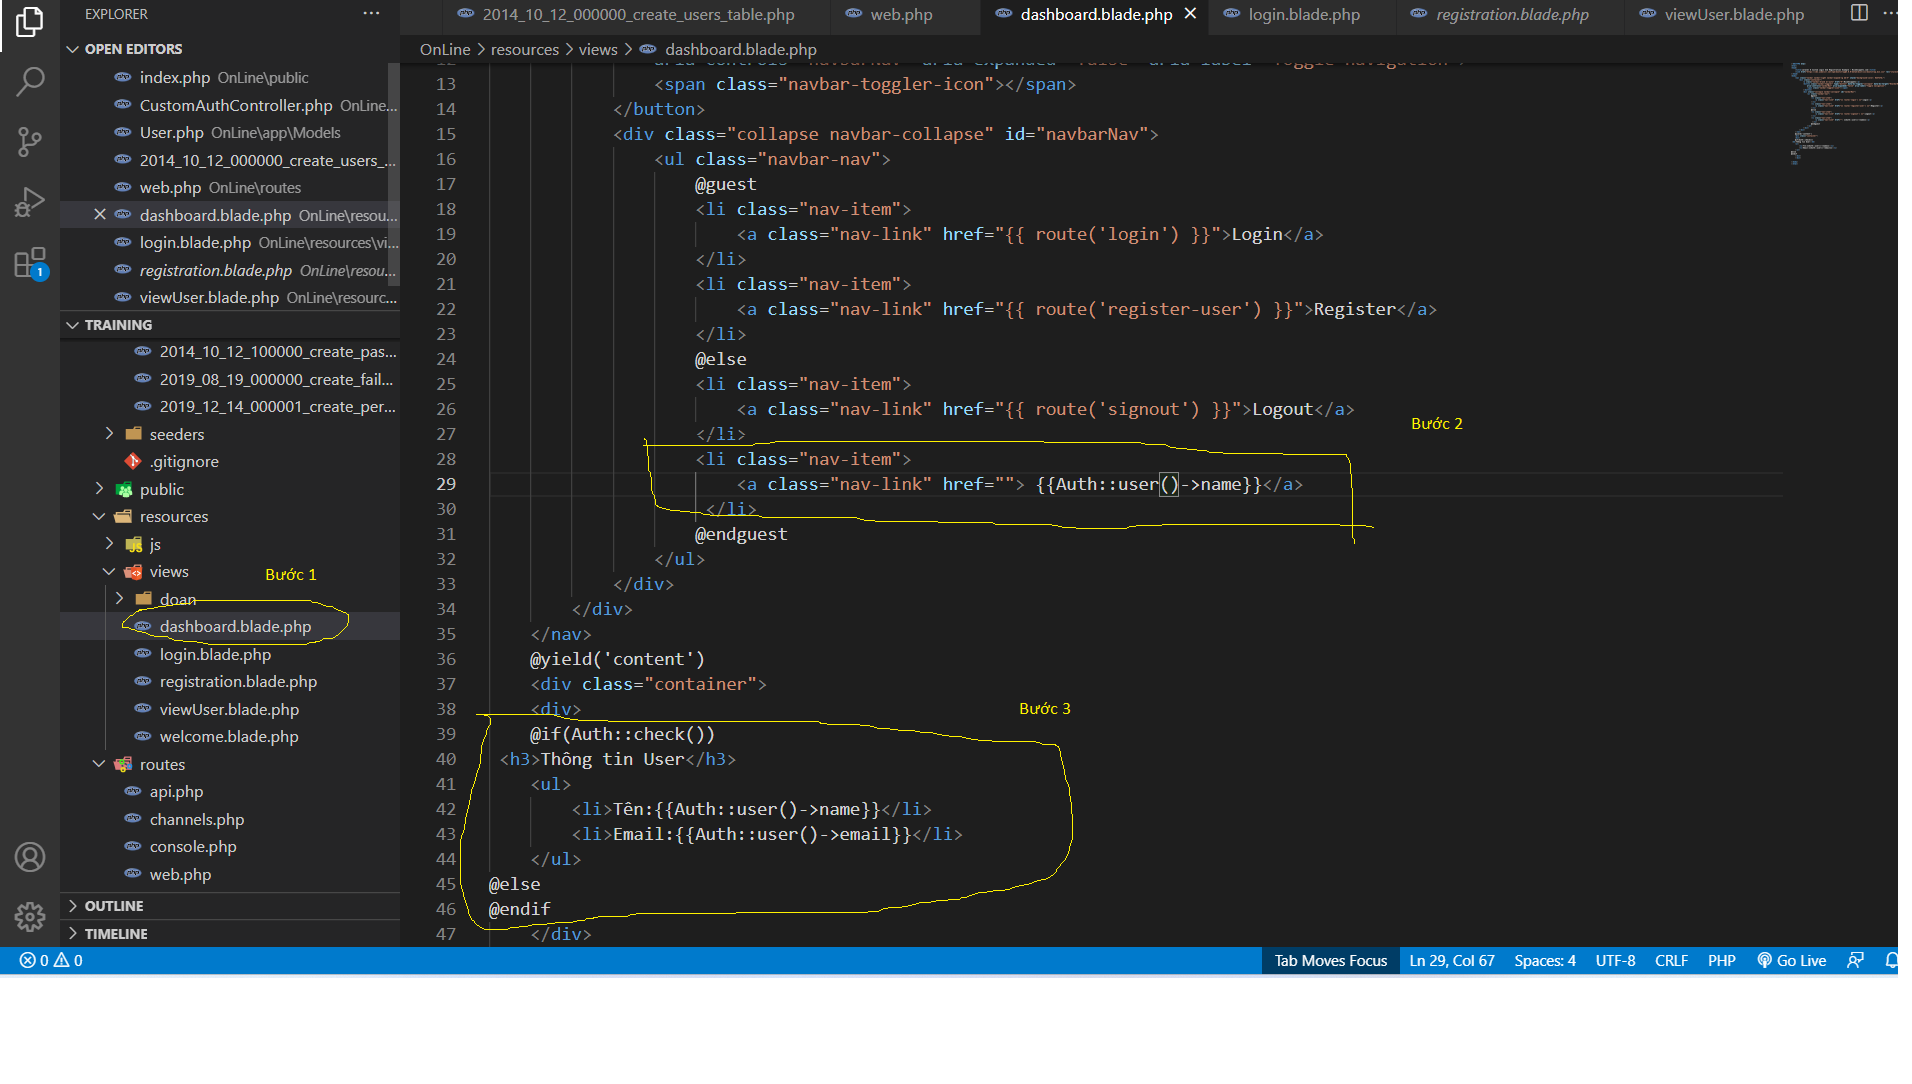 EXPLORER ···
OPEN EDITORS
index.php OnLine\public
CustomAuthController.php OnLine...
User.php OnLine\app\Models
2014_10_12_000000_create_users_...
web.php OnLine\routes
dashboard.blade.php OnLine\resou...
login.blade.php OnLine\resources\vi...
registration.blade.php OnLine\resou...
viewUser.blade.php OnLine\resourc...
TRAINING
2014_10_12_100000_create_pas...
2019_08_19_000000_create_fail...
2019_12_14_000001_create_per...
seeders
.gitignore
public
resources
js
views
Bước 1
doan
dashboard.blade.php
login.blade.php
registration.blade.php
viewUser.blade.php
welcome.blade.php
routes
api.php
channels.php
console.php
web.php
OUTLINE
TIMELINE
2014_10_12_000000_create_users_table.php web.php dashboard.blade.php login.blade.php registration.blade.php viewUser.blade.php
OnLine > resources > views > dashboard.blade.php
13 <span class="navbar-toggler-icon"></span>
14 </button>
15 <div class="collapse navbar-collapse" id="navbarNav">
16 <ul class="navbar-nav">
17 @guest
18 <li class="nav-item">
19 <a class="nav-link" href="{{ route('login') }}">Login</a>
20 </li>
21 <li class="nav-item">
22 <a class="nav-link" href="{{ route('register-user') }}">Register</a>
23 </li>
24 @else
25 <li class="nav-item">
26 <a class="nav-link" href="{{ route('signout') }}">Logout</a>
Bước 2
27 </li>
28 <li class="nav-item">
29 <a class="nav-link" href=""> {{Auth::user()->name}}</a>
30 </li>
31 @endguest
32 </ul>
33 </div>
34 </div>
35 </nav>
36 @yield('content')
37 <div class="container">
38 <div>
Bước 3
39 @if(Auth::check())
40 <h3>Thông tin User</h3>
41 <ul>
42 <li>Tên:{{Auth::user()->name}}</li>
43 <li>Email:{{Auth::user()->email}}</li>
44 </ul>
45 @else
46 @endif
47 </div>
1
0 0 Tab Moves Focus Ln 29, Col 67 Spaces: 4 UTF-8 CRLF PHP Go Live